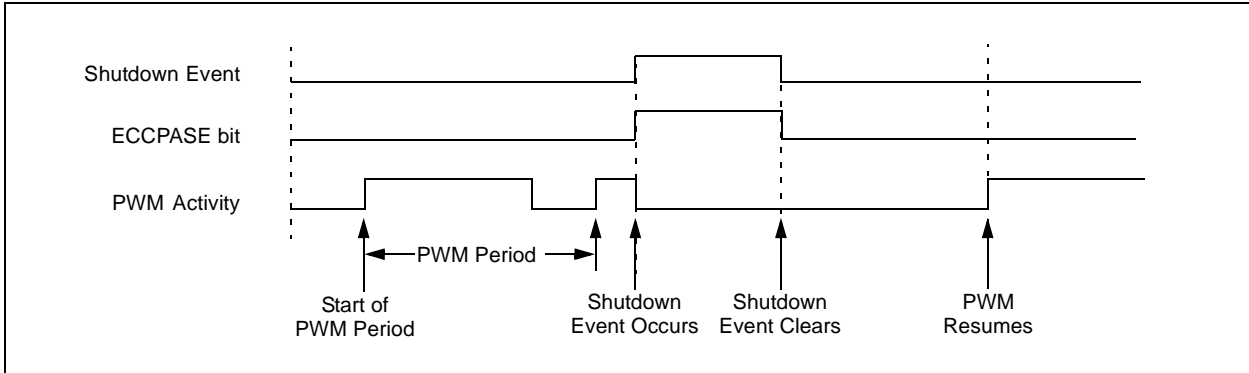 Shutdown Event
ECCPASE bit
PWM Activity
PWM Period
Start of
PWM Period
Shutdown
Event Occurs
Shutdown
Event Clears
PWM
Resumes